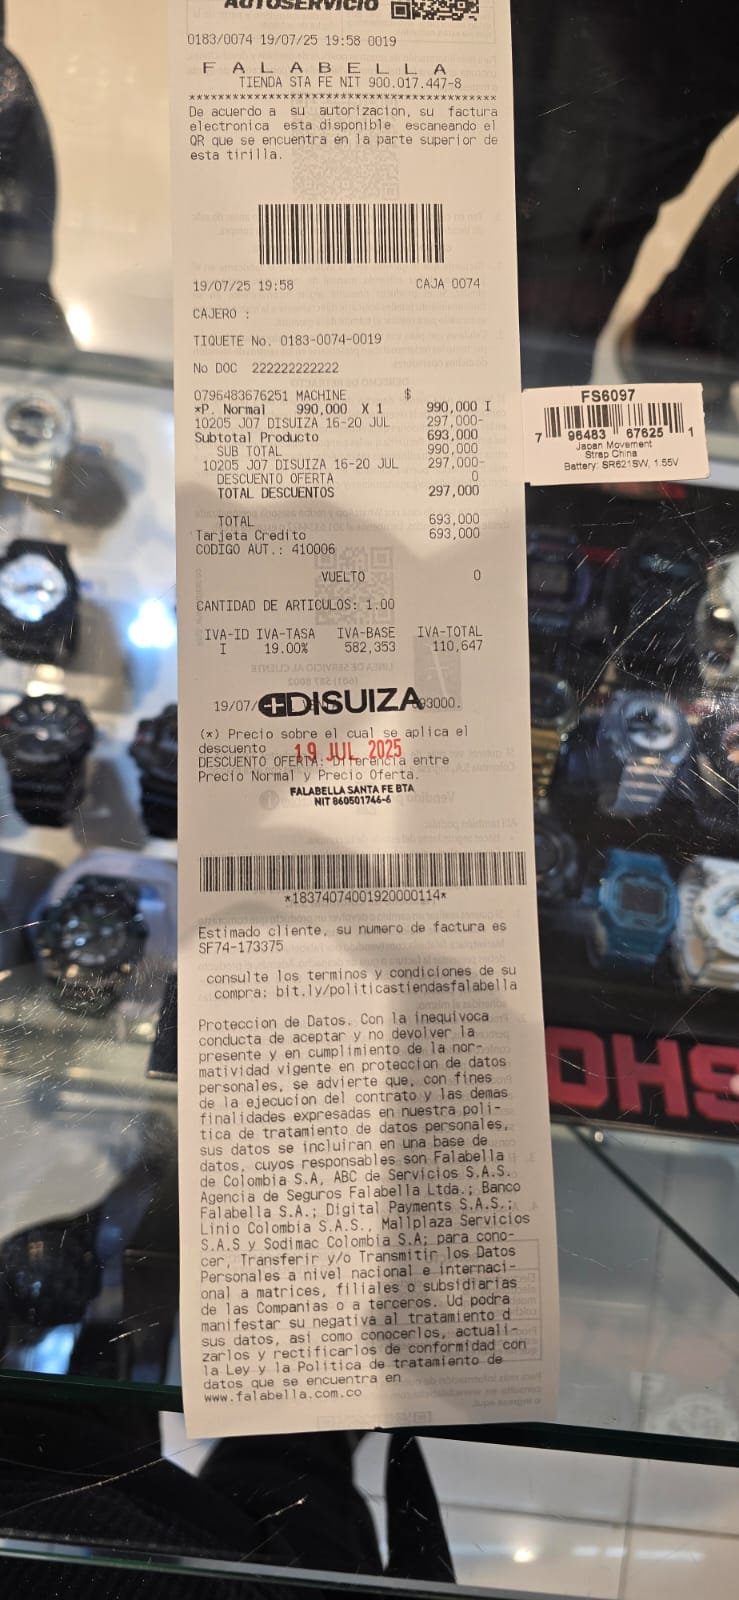 AUTOSERVICIO
0183/0074 19/07/25 19:58 0019
F A L A B E L L A
TIENDA STA FE NIT 900.017.447-8
De acuerdo a su autorizacion, su factura
electronica esta disponible escaneando el
QR que se encuentra en la parte superior de
esta tirilla.
19/07/25 19:58 CAJA 0074
CAJERO :
TIQUETE No. 0183-0074-0019
No DOC 222222222222
0796483676251 MACHINE $
*P. Normal 990,000 X 1 990,000 I
10205 J07 DISUIZA 16-20 JUL 297,000-
Subtotal Producto 693,000
SUB TOTAL 990,000
10205 J07 DISUIZA 16-20 JUL 297,000-
DESCUENTO OFERTA 0
TOTAL DESCUENTOS 297,000
TOTAL 693,000
Tarjeta Credito 693,000
CODIGO AUT.: 410006
VUELTO 0
CANTIDAD DE ARTICULOS: 1.00
IVA-ID IVA-TASA IVA-BASE IVA-TOTAL
I 19.00% 582,353 110,647
19/07/ DISUIZA 693000.
(*) Precio sobre el cual se aplica el
descuento 19 JUL 2025
DESCUENTO OFERTA: Diferencia entre
Precio Normal y Precio Oferta.
FALABELLA SANTA FE BTA
NIT 860501746-6
*18374074001920000114*
Estimado cliente, su numero de factura es
SF74-173375
consulte los terminos y condiciones de su
compra: bit.ly/politicastiendasfalabella
Proteccion de Datos. Con la inequivoca
conducta de aceptar y no devolver la
presente y en cumplimiento de la nor-
matividad vigente en proteccion de datos
personales, se advierte que, con fines
de la ejecucion del contrato y las demas
finalidades expresadas en nuestra poli-
tica de tratamiento de datos personales,
sus datos se incluiran en una base de
datos, cuyos responsables son Falabella
de Colombia S.A, ABC de Servicios S.A.S.
Agencia de Seguros Falabella Ltda.; Banco
Falabella S.A.; Digital Payments S.A.S.;
Linio Colombia S.A.S., Mallplaza Servicios
S.A.S y Sodimac Colombia S.A; para cono-
cer, Transferir y/o Transmitir los Datos
Personales a nivel nacional e internaci-
onal a matrices, filiales o subsidiarias
de las Companias o a terceros. Ud podra
manifestar su negativa al tratamiento d
sus datos, asi como conocerlos, actuali-
zarlos y rectificarlos de conformidad con
la Ley y la Politica de tratamiento de
datos que se encuentra en
www.falabella.com.co
FS6097
7 96483 67625 1
Japan Movement
Strap China
Battery: SR621SW, 1.55V